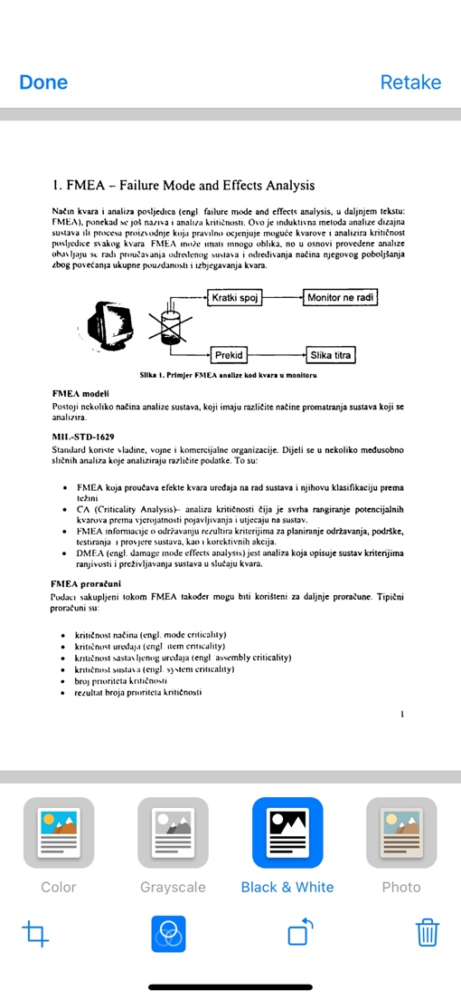 Done
Retake
1. FMEA – Failure Mode and Effects Analysis
Način kvara i analiza posljedica (engl. failure mode and effects analysis, u daljnjem tekstu:
FMEA), ponekad se još naziva i analiza kritičnosti. Ovo je induktivna metoda analize dizajna
sustava ili procesa proizvodnje koja pravilno ocjenjuje moguće kvarove i analizira kritičnost
posljedice svakog kvara. FMEA može imati mnogo oblika, no u osnovi provedene analize
obavljaju se radi proučavanja određenog sustava i određivanja načina njegovog poboljšanja
zbog povećanja ukupne pouzdanosti i izbjegavanja kvara.
Kratki spoj
Monitor ne radi
Prekid
Slika titra
Slika 1. Primjer FMEA analize kod kvara u monitoru
FMEA modeli
Postoji nekoliko načina analize sustava, koji imaju različite načine promatranja sustava koji se
analizira.
MIL-STD-1629
Standard koriste vladine, vojne i komercijalne organizacije. Dijeli se u nekoliko međusobno
sličnih analiza koje analiziraju različite podatke. To su:
• FMEA koja proučava efekte kvara uređaja na rad sustava i njihovu klasifikaciju prema
težini
• CA (Criticality Analysis)– analiza kritičnosti čija je svrha rangiranje potencijalnih
kvarova prema vjerojatnosti pojavljivanja i utjecaju na sustav.
• FMEA informacije o održavanju rezultira kriterijima za planiranje održavanja, podrške,
testiranja i provjere sustava, kao i korektivnih akcija.
• DMEA (engl. damage mode effects analysis) jest analiza koja opisuje sustav kriterijima
ranjivosti i preživljavanja sustava u slučaju kvara.
FMEA proračuni
Podaci sakupljeni tokom FMEA također mogu biti korišteni za daljnje proračune. Tipični
proračuni su:
• kritičnost načina (engl. mode criticality)
• kritičnost uređaja (engl item criticality)
• kritičnost sastavljenog uređaja (engl assembly criticality)
• kritičnost sustava (engl. system criticality)
• broj prioriteta kritičnosti
• rezultat broja prioriteta kritičnosti
1
Color
Grayscale
Black & White
Photo